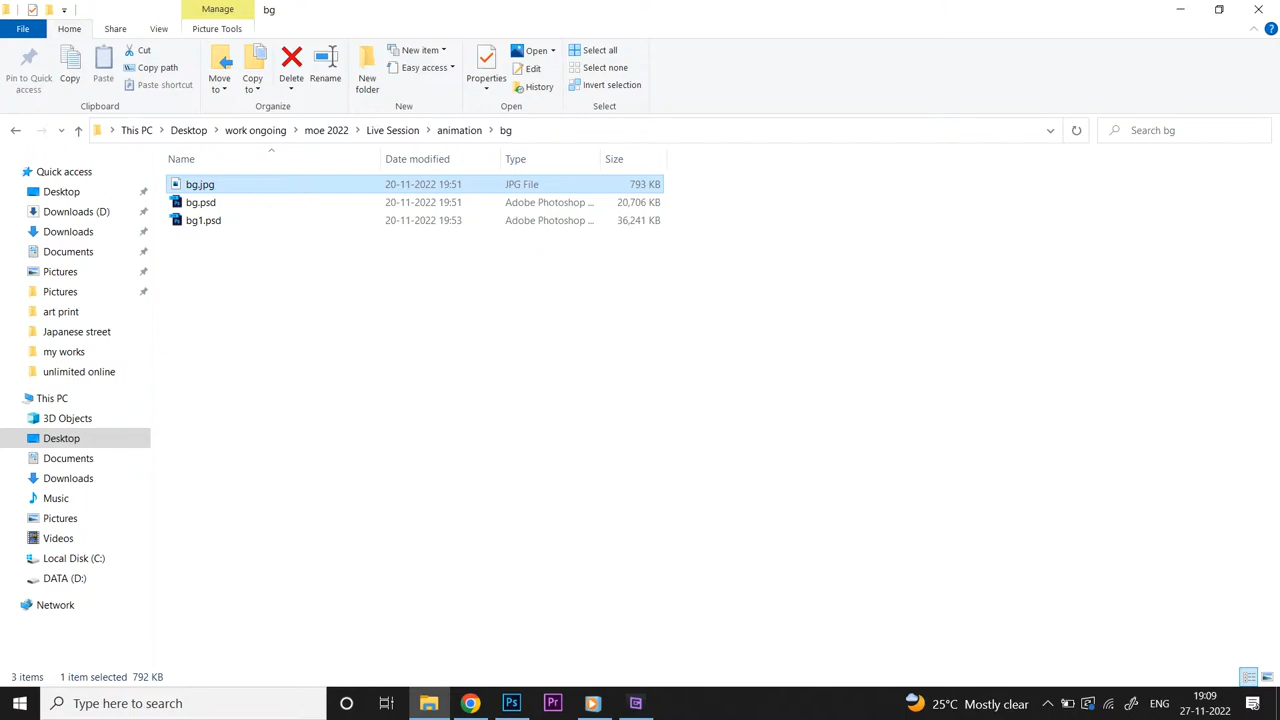 Manage
bg
File
Home
Share
View
Picture Tools
Pin to Quick access
Copy
Paste
Cut
Copy path
Paste shortcut
Clipboard
Move to
Copy to
Delete
Rename
Organize
New folder
New item
Easy access
New
Properties
Open
Edit
History
Open
Select all
Select none
Invert selection
Select
This PC > Desktop > work ongoing > moe 2022 > Live Session > animation > bg
Search bg
Name Date modified Type Size
bg.jpg 20-11-2022 19:51 JPG File 793 KB
bg.psd 20-11-2022 19:51 Adobe Photoshop ... 20,706 KB
bg1.psd 20-11-2022 19:53 Adobe Photoshop ... 36,241 KB
Quick access
Desktop
Downloads (D)
Downloads
Documents
Pictures
Pictures
art print
Japanese street
my works
unlimited online
This PC
3D Objects
Desktop
Documents
Downloads
Music
Pictures
Videos
Local Disk (C:)
DATA (D:)
Network
3 items 1 item selected 792 KB
Type here to search
Ps
Pr
25°C Mostly clear
ENG
19:09
27-11-2022